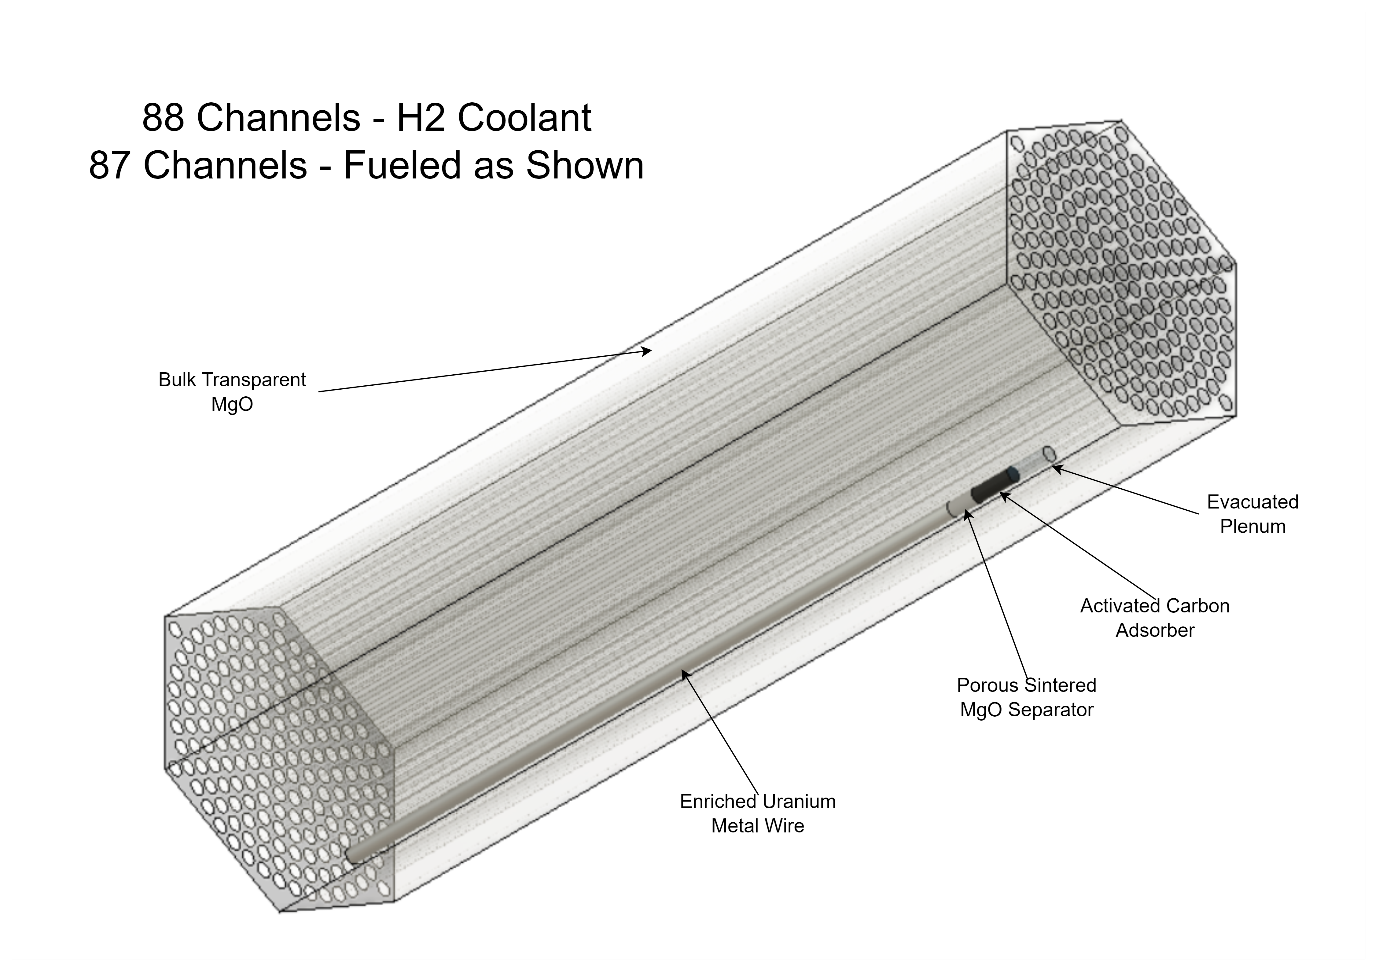 88 Channels - H2 Coolant
87 Channels - Fueled as Shown
Bulk Transparent
MgO
Evacuated
Plenum
Activated Carbon
Adsorber
Porous Sintered
MgO Separator
Enriched Uranium
Metal Wire